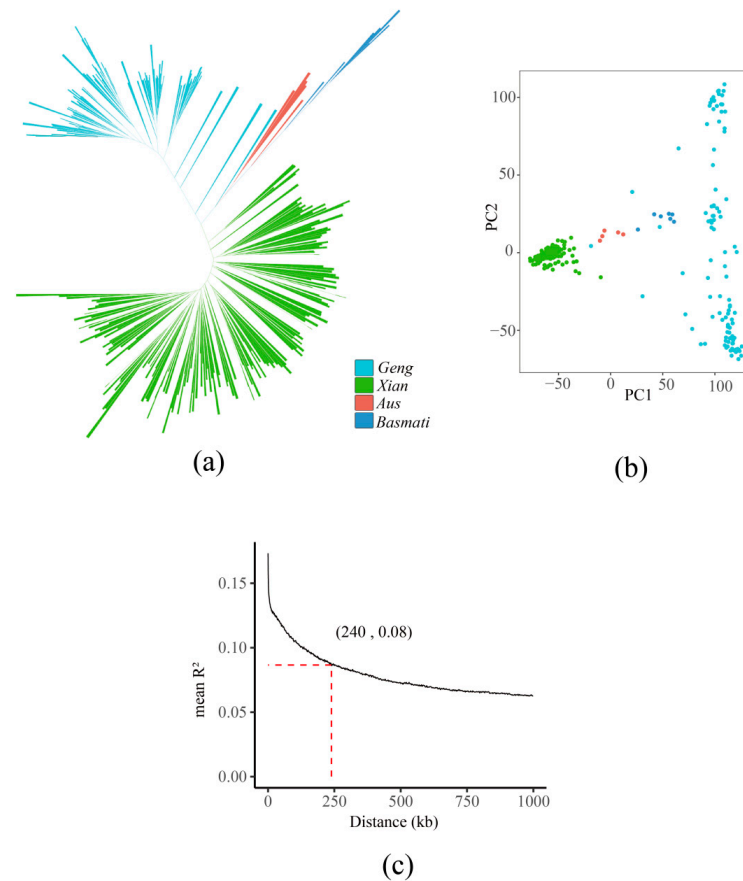 Geng
Xian
Aus
Basmati
(a)
PC2
100
50
0
−50
−50
0
50
100
PC1
(b)
mean R²
0.15
0.10
0.05
0.00
(240 , 0.08)
0
250
500
750
1000
Distance (kb)
(c)